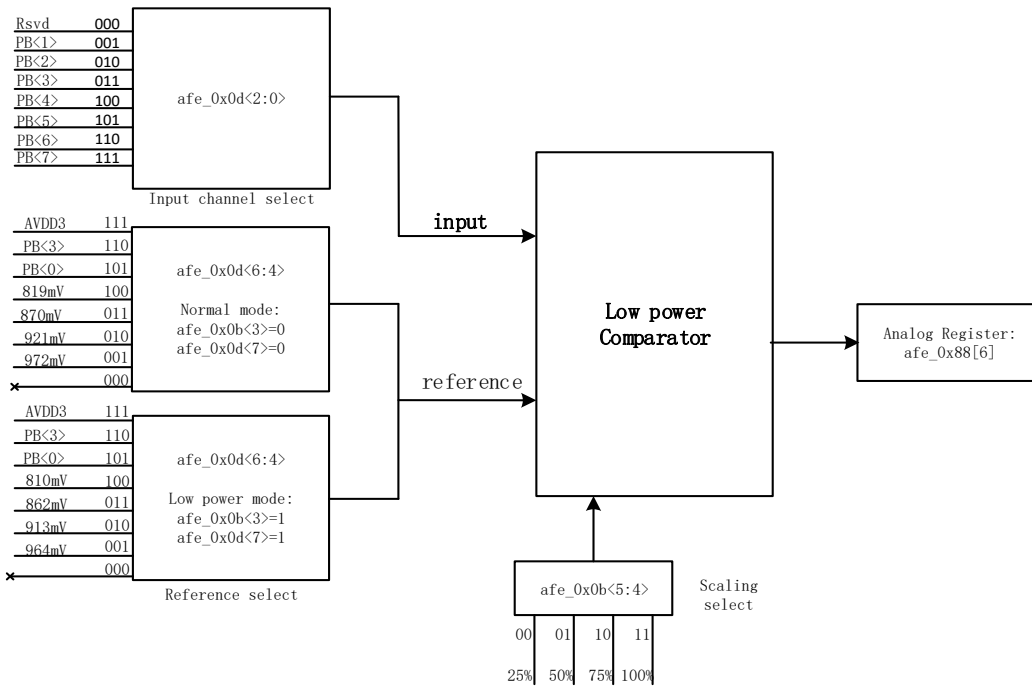 Rsvd 000
PB<1> 001
PB<2> 010
PB<3> 011
PB<4> 100
PB<5> 101
PB<6> 110
PB<7> 111
afe_0x0d<2:0>
Input channel select
AVDD3 111
PB<3> 110
PB<0> 101
819mV 100
870mV 011
921mV 010
972mV 001
000
afe_0x0d<6:4>
Normal mode:
afe_0x0b<3>=0
afe_0x0d<7>=0
AVDD3 111
PB<3> 110
PB<0> 101
810mV 100
862mV 011
913mV 010
964mV 001
000
afe_0x0d<6:4>
Low power mode:
afe_0x0b<3>=1
afe_0x0d<7>=1
Reference select
input
reference
Low power
Comparator
Analog Register:
afe_0x88[6]
afe_0x0b<5:4>
Scaling
select
00 01 10 11
25% 50% 75% 100%